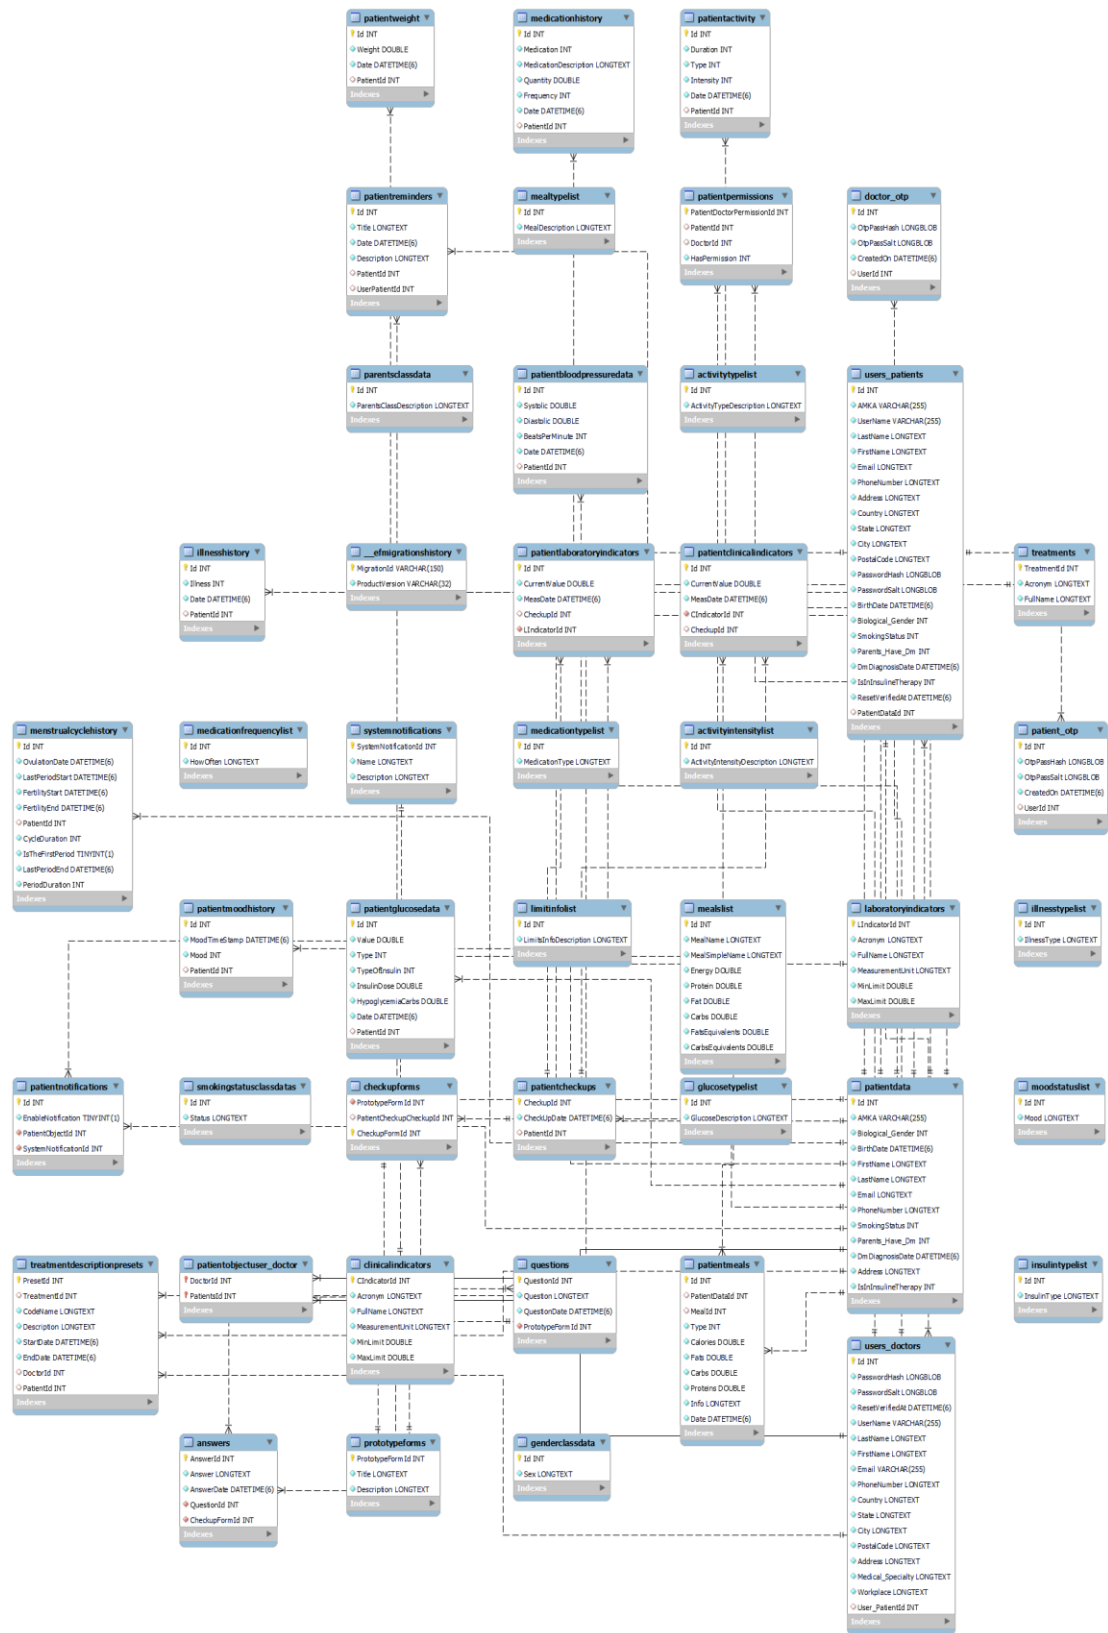 patientweight
Id INT
Weight DOUBLE
Date DATETIME(6)
PatientId INT
Indexes
medicationhistory
Id INT
Medication INT
MedicationDescription LONGTEXT
Quantity DOUBLE
Frequency INT
Date DATETIME(6)
PatientId INT
Indexes
patientactivity
Id INT
Duration INT
Type INT
Intensity INT
Date DATETIME(6)
PatientId INT
Indexes
patientreminders
Id INT
Title LONGTEXT
Date DATETIME(6)
Description LONGTEXT
PatientId INT
UserPatientId INT
Indexes
mealtypelist
Id INT
MealDescription LONGTEXT
Indexes
patientpermissions
PatientDoctorPermissionId INT
PatientId INT
DoctorId INT
HasPermission INT
Indexes
doctor_otp
Id INT
OtpPassHash LONGBLOB
OtpPassSalt LONGBLOB
CreatedOn DATETIME(6)
UserId INT
Indexes
parentsclassdata
Id INT
ParentsClassDescription LONGTEXT
Indexes
patientbloodpressuredata
Id INT
Systolic DOUBLE
Diastolic DOUBLE
BeatsPerMinute INT
Date DATETIME(6)
PatientId INT
Indexes
activitytypelist
Id INT
ActivityTypeDescription LONGTEXT
Indexes
users_patients
Id INT
AMKA VARCHAR(255)
UserName VARCHAR(255)
LastName LONGTEXT
FirstName LONGTEXT
Email LONGTEXT
PhoneNumber LONGTEXT
Address LONGTEXT
Country LONGTEXT
State LONGTEXT
City LONGTEXT
PostalCode LONGTEXT
PasswordHash LONGBLOB
PasswordSalt LONGBLOB
BirthDate DATETIME(6)
Biological_Gender INT
SmokingStatus INT
Parents_Have_Dm INT
DmDiagnosisDate DATETIME(6)
IsInInsulineTherapy INT
ResetVerifiedAt DATETIME(6)
PatientDataId INT
Indexes
illnesshistory
Id INT
Illness INT
Date DATETIME(6)
PatientId INT
Indexes
__efmigrationshistory
MigrationId VARCHAR(150)
ProductVersion VARCHAR(32)
Indexes
patientlaboratoryindicators
Id INT
CurrentValue DOUBLE
MeasDate DATETIME(6)
CheckupId INT
LIndicatorId INT
Indexes
patientclinicalindicators
Id INT
CurrentValue DOUBLE
MeasDate DATETIME(6)
CIndicatorId INT
CheckupId INT
Indexes
treatments
TreatmentId INT
Acronym LONGTEXT
FullName LONGTEXT
Indexes
menstrualcyclehistory
Id INT
OvulationDate DATETIME(6)
LastPeriodStart DATETIME(6)
FertilityStart DATETIME(6)
FertilityEnd DATETIME(6)
PatientId INT
CycleDuration INT
IsTheFirstPeriod TINYINT(1)
LastPeriodEnd DATETIME(6)
PeriodDuration INT
Indexes
medicationfrequencylist
Id INT
HowOften LONGTEXT
Indexes
systemnotifications
SystemNotificationId INT
Name LONGTEXT
Description LONGTEXT
Indexes
medicationtypelist
Id INT
MedicationType LONGTEXT
Indexes
activityintensitylist
Id INT
ActivityIntensityDescription LONGTEXT
Indexes
patient_otp
Id INT
OtpPassHash LONGBLOB
OtpPassSalt LONGBLOB
CreatedOn DATETIME(6)
UserId INT
Indexes
patientmoodhistory
Id INT
MoodTimeStamp DATETIME(6)
Mood INT
PatientId INT
Indexes
patientglucosedata
Id INT
Value DOUBLE
Type INT
TypeOfInsulin INT
InsulinDose DOUBLE
HypoglycemiaCarbs DOUBLE
Date DATETIME(6)
PatientId INT
Indexes
limitinfolist
Id INT
LimitsInfoDescription LONGTEXT
Indexes
mealslist
Id INT
MealName LONGTEXT
MealSimpleName LONGTEXT
Energy DOUBLE
Protein DOUBLE
Fat DOUBLE
Carbs DOUBLE
FatsEquivalents DOUBLE
CarbsEquivalents DOUBLE
Indexes
laboratoryindicators
LIndicatorId INT
Acronym LONGTEXT
FullName LONGTEXT
MeasurementUnit LONGTEXT
MinLimit DOUBLE
MaxLimit DOUBLE
Indexes
illnesstypelist
Id INT
IllnessType LONGTEXT
Indexes
patientnotifications
Id INT
EnableNotification TINYINT(1)
PatientObjectId INT
SystemNotificationId INT
Indexes
smokingstatusclassdatas
Id INT
Status LONGTEXT
Indexes
checkupforms
PrototypeFormId INT
PatientCheckupCheckupId INT
CheckupFormId INT
Indexes
patientcheckups
CheckupId INT
CheckUpDate DATETIME(6)
PatientId INT
Indexes
glucosetypelist
Id INT
GlucoseDescription LONGTEXT
Indexes
patientdata
Id INT
AMKA VARCHAR(255)
Biological_Gender INT
BirthDate DATETIME(6)
FirstName LONGTEXT
LastName LONGTEXT
Email LONGTEXT
PhoneNumber LONGTEXT
SmokingStatus INT
Parents_Have_Dm INT
DmDiagnosisDate DATETIME(6)
Address LONGTEXT
IsInInsulineTherapy INT
Indexes
moodstatuslist
Id INT
Mood LONGTEXT
Indexes
treatmentdescriptionpresets
PresetId INT
TreatmentId INT
CodeName LONGTEXT
Description LONGTEXT
StartDate DATETIME(6)
EndDate DATETIME(6)
DoctorId INT
PatientId INT
Indexes
patientobjectuser_doctor
DoctorId INT
PatientsId INT
Indexes
clinicalindicators
CIndicatorId INT
Acronym LONGTEXT
FullName LONGTEXT
MeasurementUnit LONGTEXT
MinLimit DOUBLE
MaxLimit DOUBLE
Indexes
questions
QuestionId INT
Question LONGTEXT
QuestionDate DATETIME(6)
PrototypeFormId INT
Indexes
patientmeals
Id INT
PatientDataId INT
MealId INT
Type INT
Calories DOUBLE
Fats DOUBLE
Carbs DOUBLE
Proteins DOUBLE
Info LONGTEXT
Date DATETIME(6)
Indexes
insulintypelist
Id INT
InsulinType LONGTEXT
Indexes
users_doctors
Id INT
PasswordHash LONGBLOB
PasswordSalt LONGBLOB
ResetVerifiedAt DATETIME(6)
UserName VARCHAR(255)
LastName LONGTEXT
FirstName LONGTEXT
Email VARCHAR(255)
PhoneNumber LONGTEXT
Country LONGTEXT
State LONGTEXT
City LONGTEXT
PostalCode LONGTEXT
Address LONGTEXT
Medical_Specialty LONGTEXT
Workplace LONGTEXT
User_PatientId INT
Indexes
answers
AnswerId INT
Answer LONGTEXT
AnswerDate DATETIME(6)
QuestionId INT
CheckupFormId INT
Indexes
prototypeforms
PrototypeFormId INT
Title LONGTEXT
Description LONGTEXT
Indexes
genderclassdata
Id INT
Sex LONGTEXT
Indexes